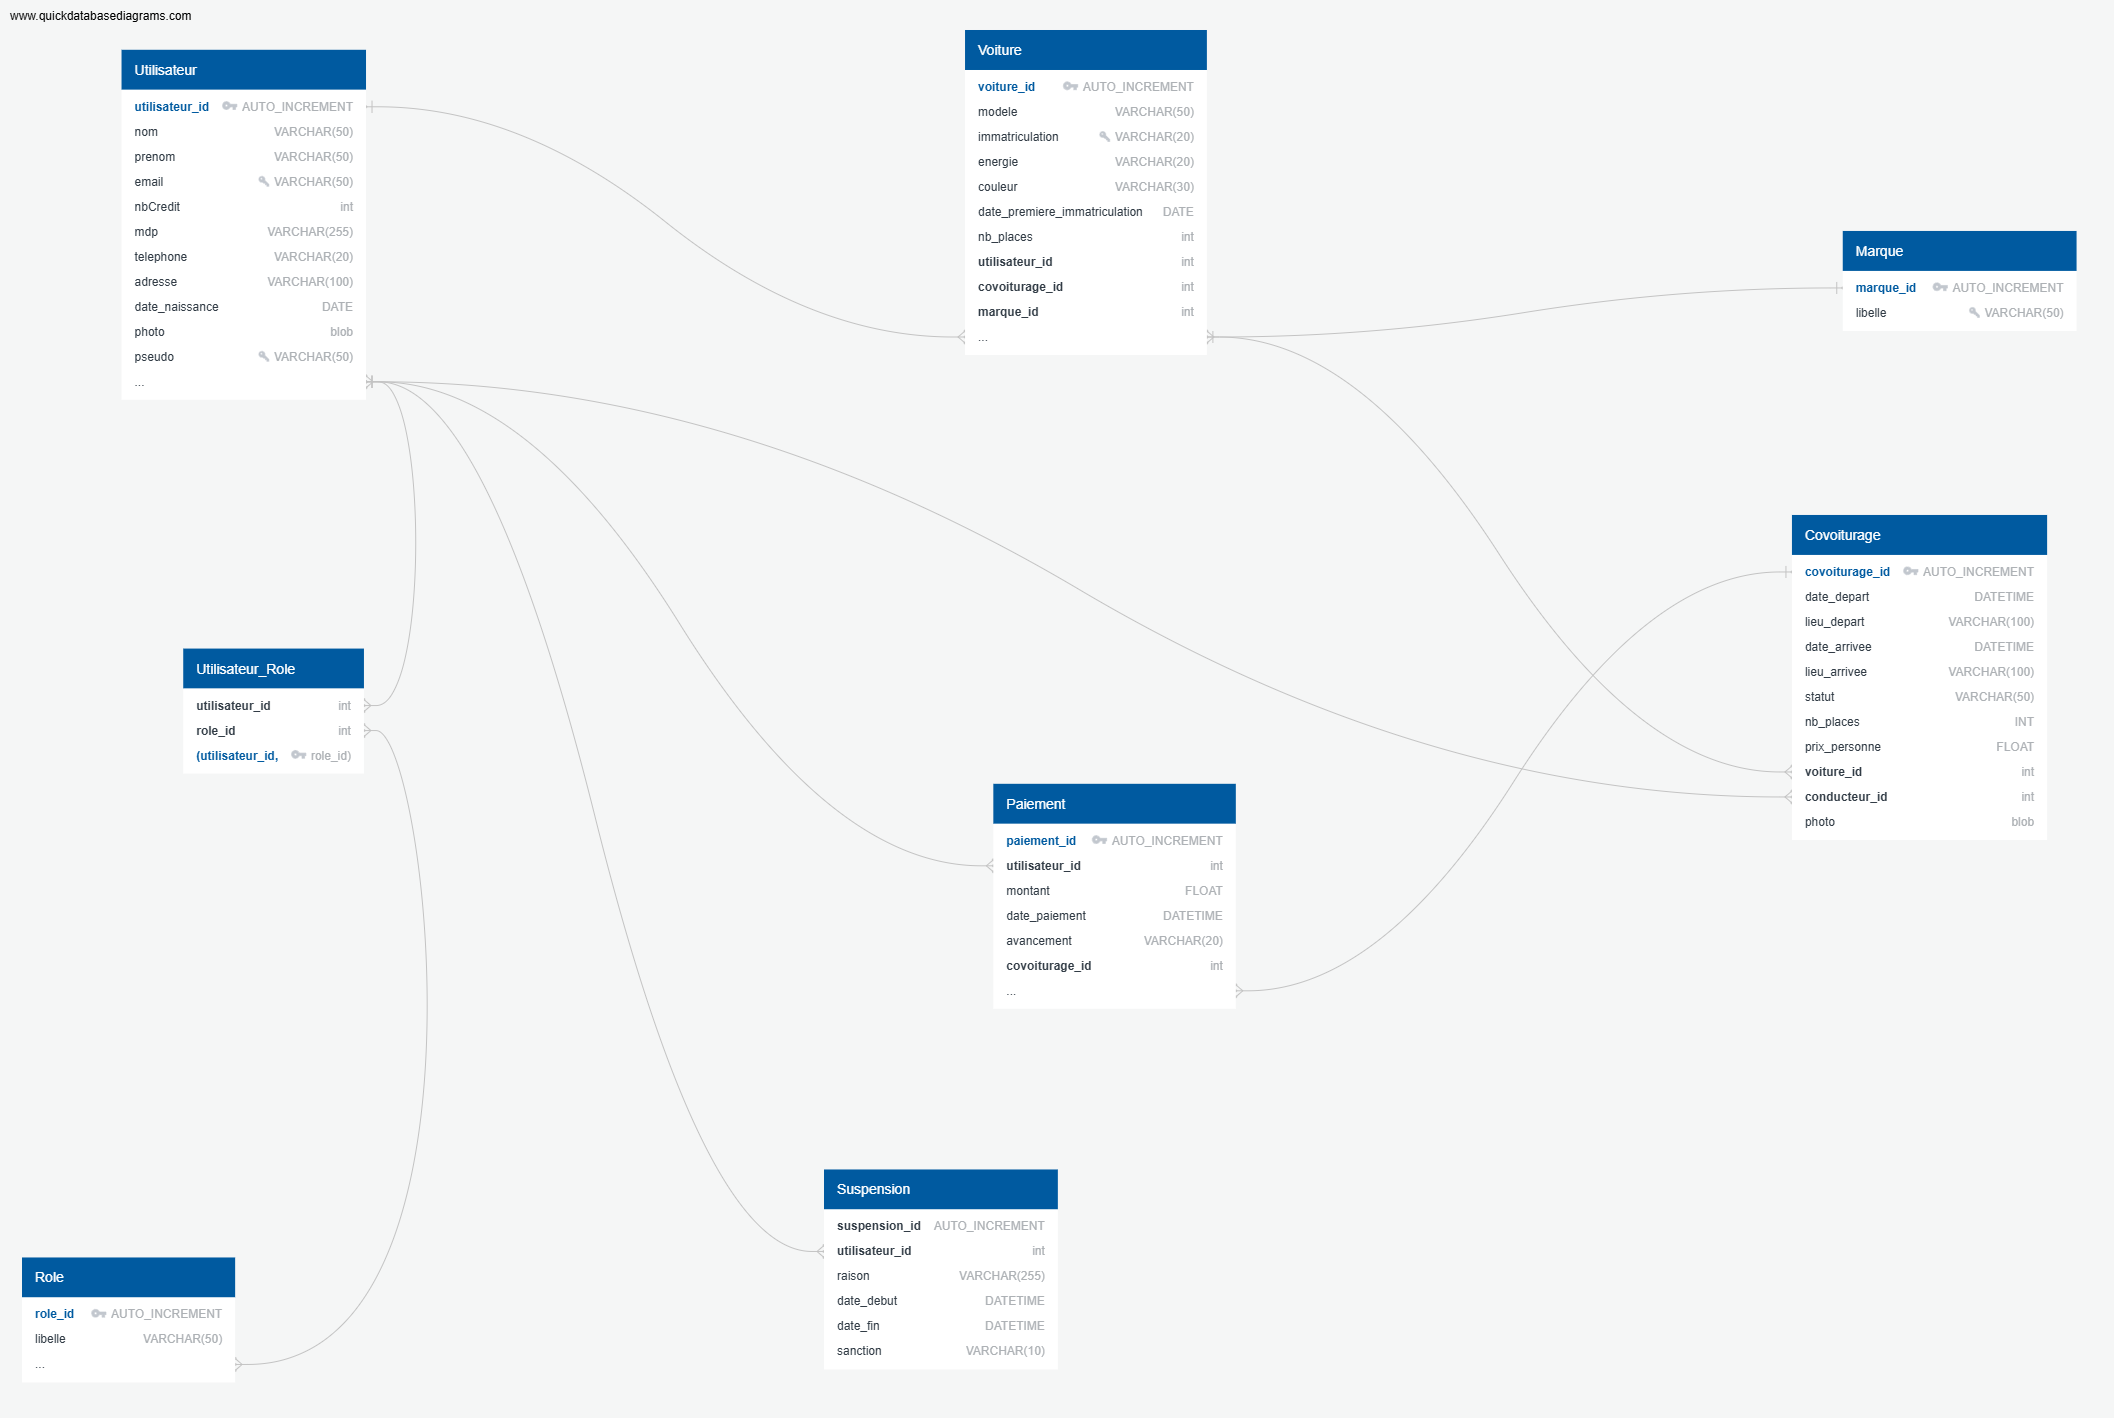 www.quickdatabasediagrams.com
Utilisateur
utilisateur_id AUTO_INCREMENT
nom VARCHAR(50)
prenom VARCHAR(50)
email VARCHAR(50)
nbCredit int
mdp VARCHAR(255)
telephone VARCHAR(20)
adresse VARCHAR(100)
date_naissance DATE
photo blob
pseudo VARCHAR(50)
...
Voiture
voiture_id AUTO_INCREMENT
modele VARCHAR(50)
immatriculation VARCHAR(20)
energie VARCHAR(20)
couleur VARCHAR(30)
date_premiere_immatriculation DATE
nb_places int
utilisateur_id int
covoiturage_id int
marque_id int
...
Marque
marque_id AUTO_INCREMENT
libelle VARCHAR(50)
Covoiturage
covoiturage_id AUTO_INCREMENT
date_depart DATETIME
lieu_depart VARCHAR(100)
date_arrivee DATETIME
lieu_arrivee VARCHAR(100)
statut VARCHAR(50)
nb_places INT
prix_personne FLOAT
voiture_id int
conducteur_id int
photo blob
Utilisateur_Role
utilisateur_id int
role_id int
(utilisateur_id, role_id)
Paiement
paiement_id AUTO_INCREMENT
utilisateur_id int
montant FLOAT
date_paiement DATETIME
avancement VARCHAR(20)
covoiturage_id int
...
Suspension
suspension_id AUTO_INCREMENT
utilisateur_id int
raison VARCHAR(255)
date_debut DATETIME
date_fin DATETIME
sanction VARCHAR(10)
Role
role_id AUTO_INCREMENT
libelle VARCHAR(50)
...